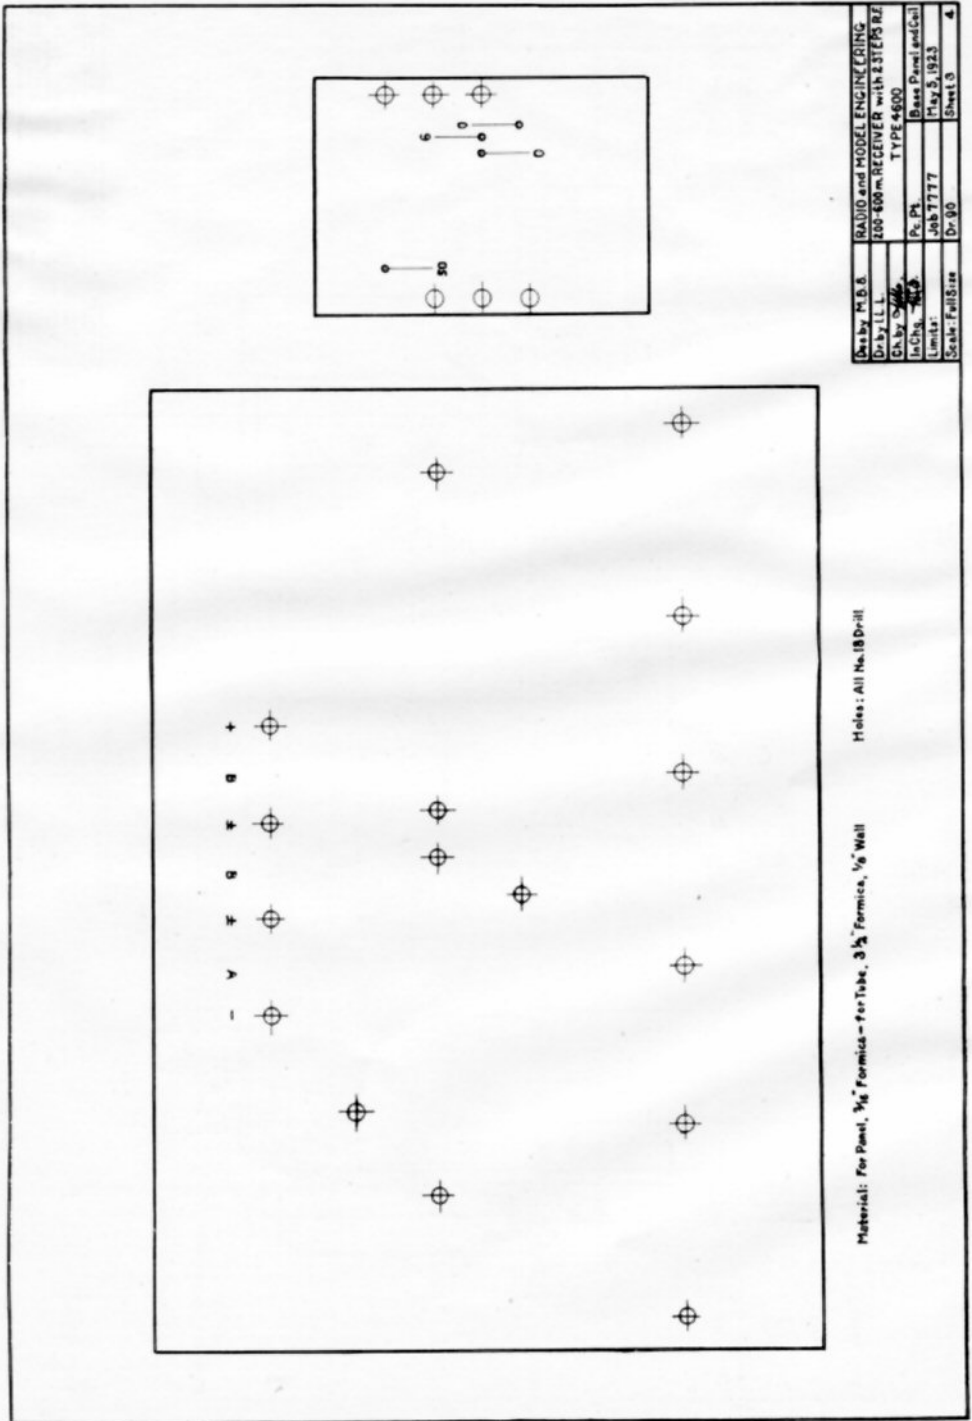 50
6
0
0
- A ± B ± B +
Material: For Panel, 3/16" Formica - For Tube, 3½" Formica, 1/8" Wall Holes: All No. 18 Drill
Des by M.B.S. RADIO and MODEL ENGINEERING
Dr. by L.L. 200-600 m. RECEIVER with 2 STEPS R.F.
Ch. by TYPE 4600
In Chg. Pc. Pt. Base Panel and Coil
Limits: Job 7777 May 5, 1923
Scale: Full Size Dr. 90 Sheet 3 4